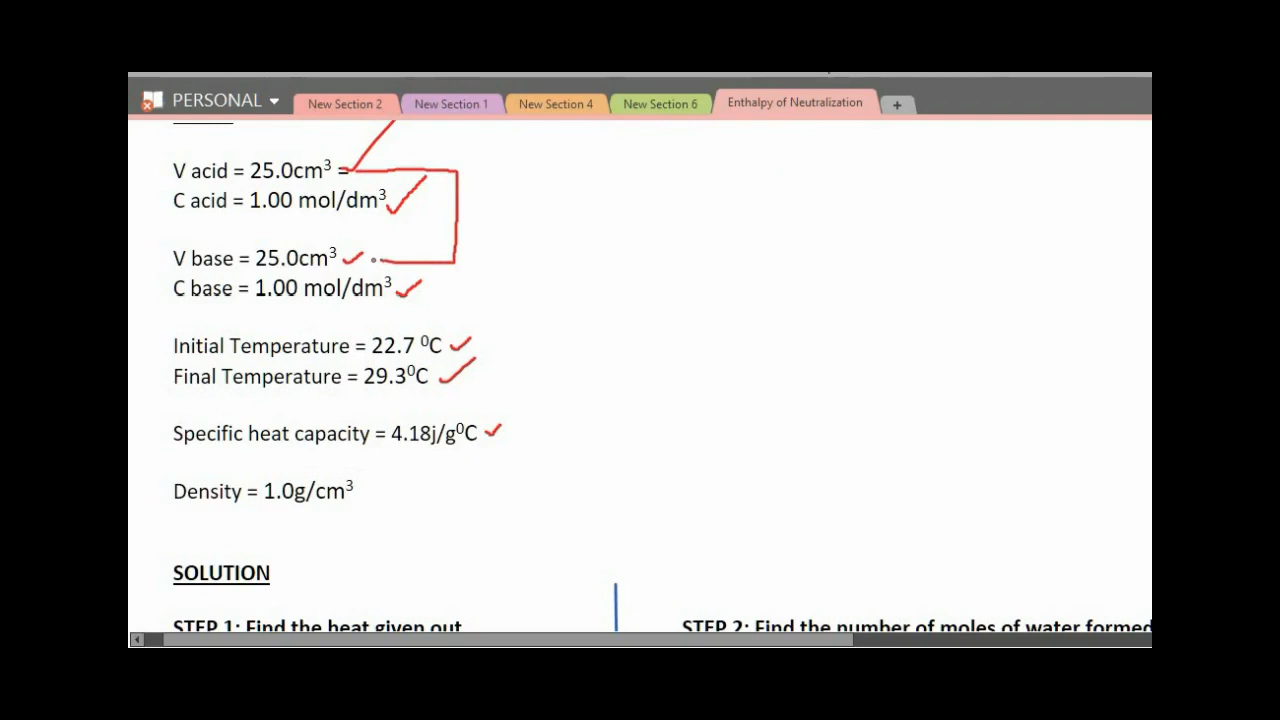 PERSONAL
New Section 2
New Section 1
New Section 4
New Section 6
Enthalpy of Neutralization
+
V acid = 25.0cm³ =
C acid = 1.00 mol/dm³
V base = 25.0cm³
C base = 1.00 mol/dm³
Initial Temperature = 22.7 ⁰C
Final Temperature = 29.3⁰C
Specific heat capacity = 4.18j/g⁰C
Density = 1.0g/cm³
SOLUTION
STEP 1: Find the heat given out
STEP 2: Find the number of moles of water formed